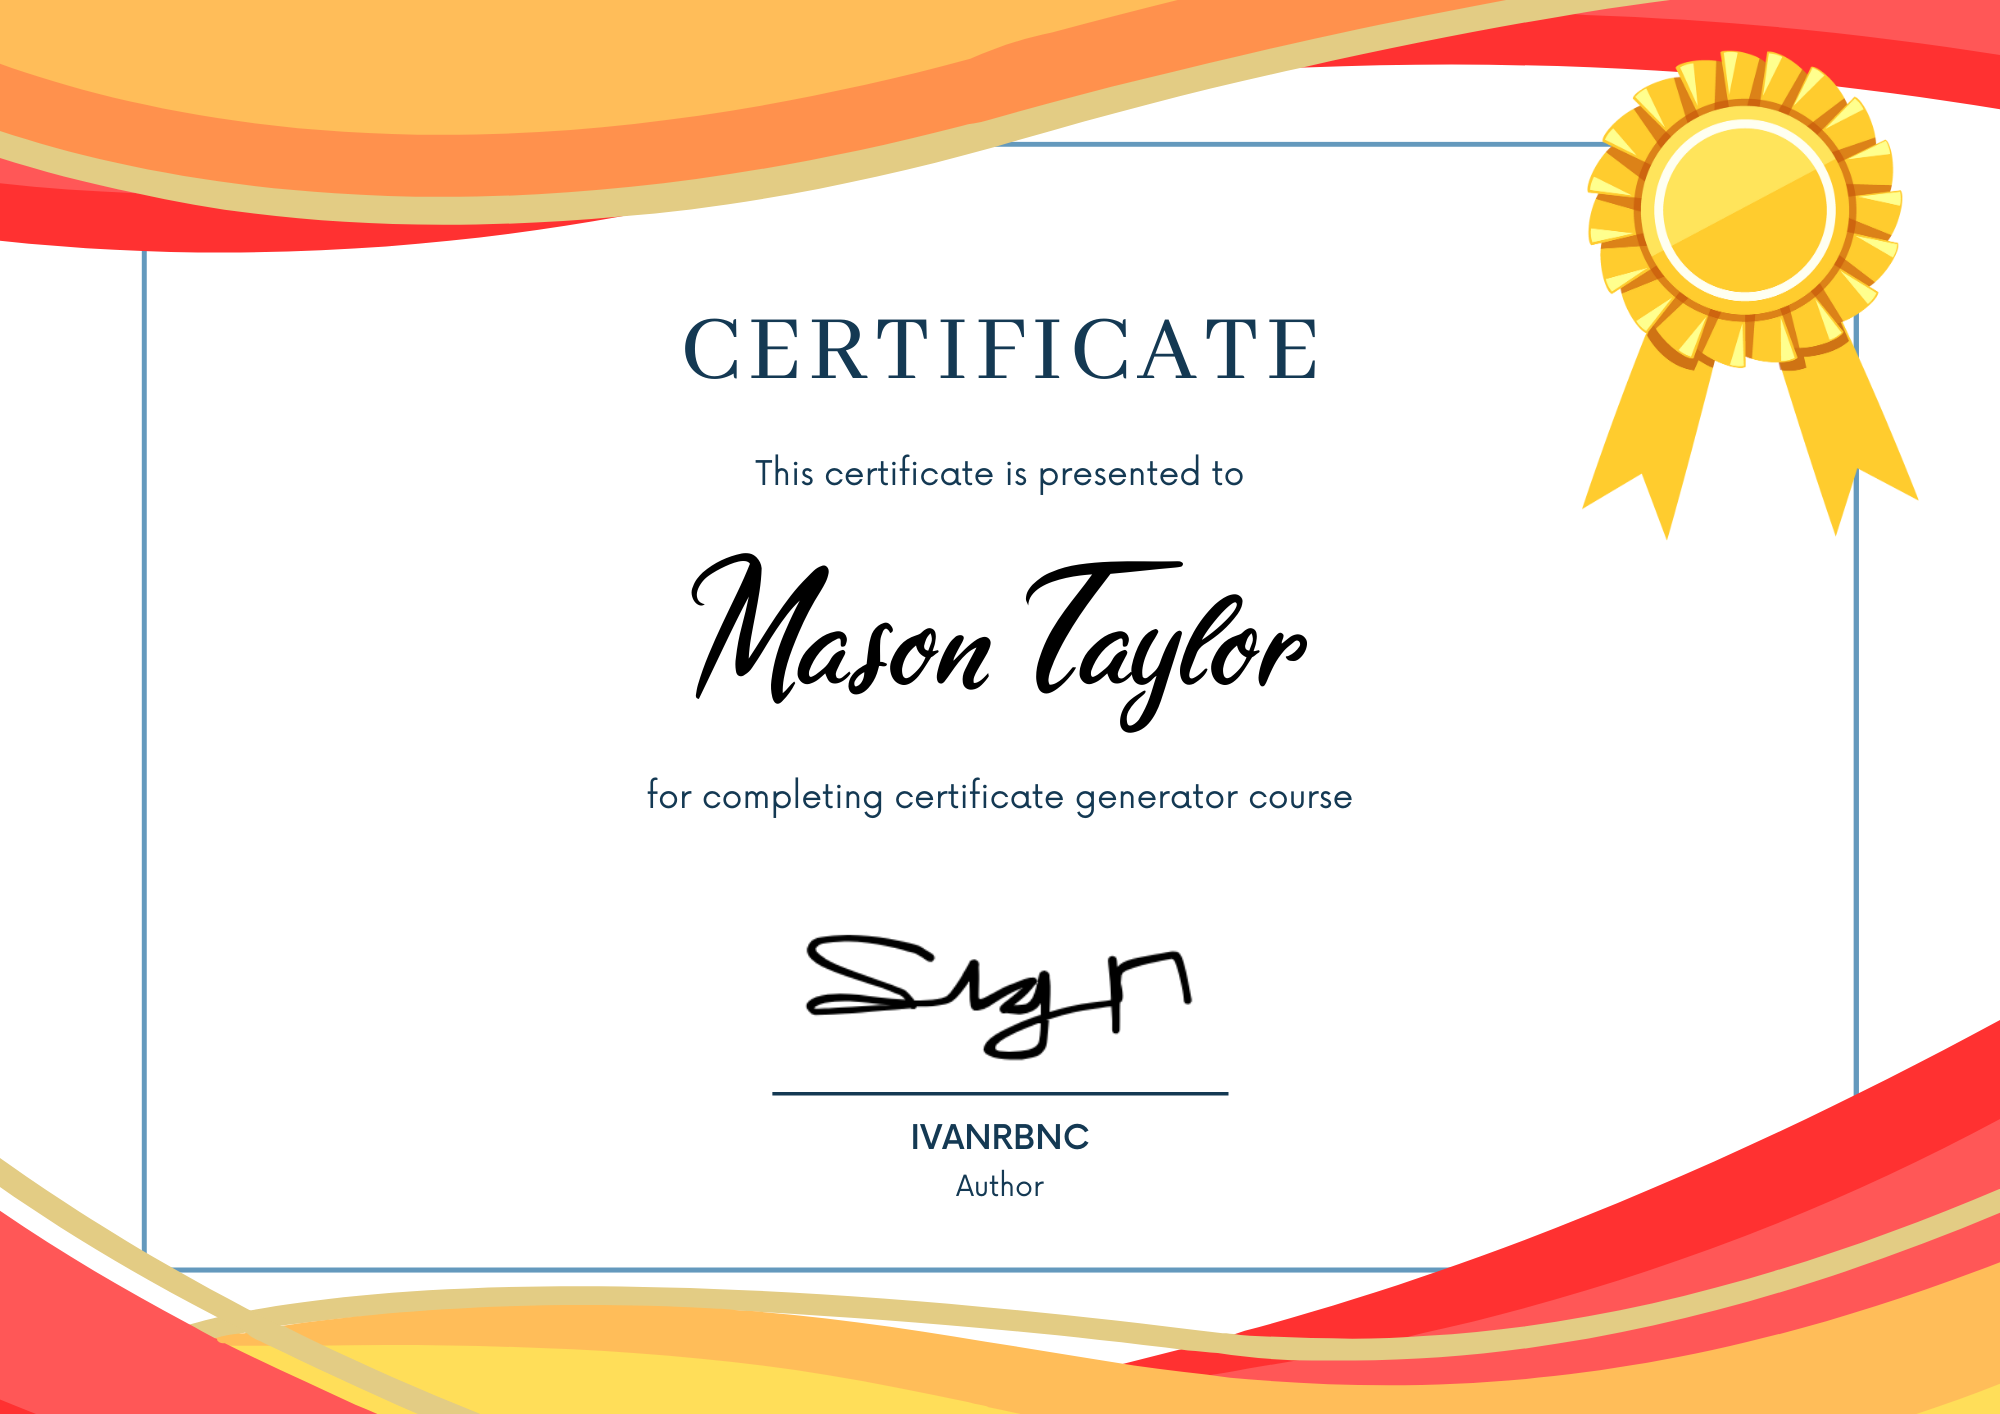 CERTIFICATE
This certificate is presented to
Mason Taylor
for completing certificate generator course
Sign
IVANRBNC
Author